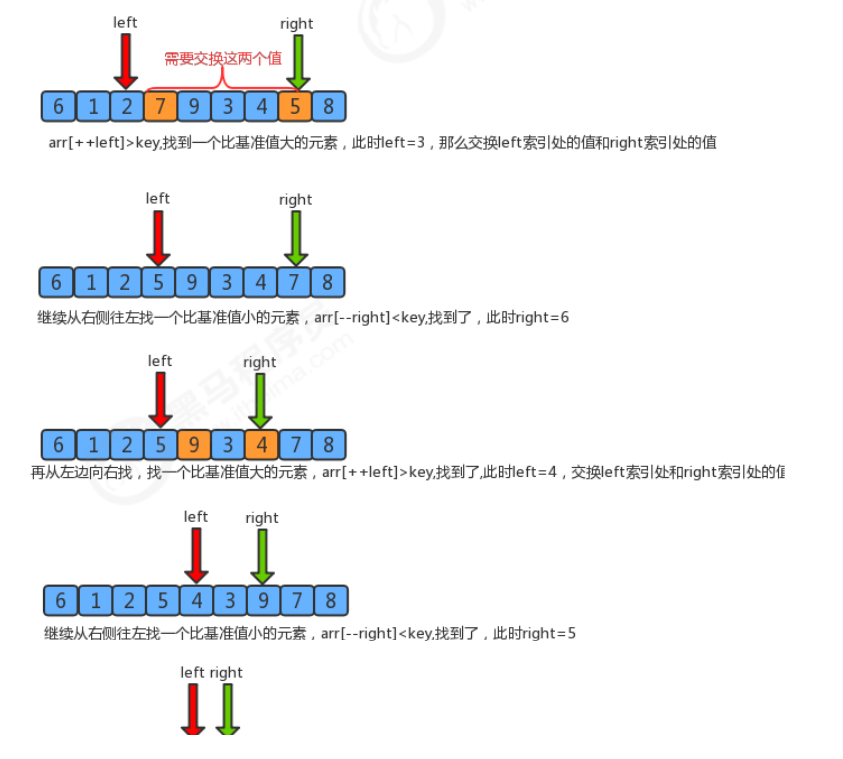 left right
需要交换这两个值
6 1 2 7 9 3 4 5 8
arr[++left]>key,找到一个比基准值大的元素，此时left=3，那么交换left索引处的值和right索引处的值
left right
6 1 2 5 9 3 4 7 8
继续从右侧往左找一个比基准值小的元素，arr[--right]<key,找到了，此时right=6
left right
6 1 2 5 9 3 4 7 8
再从左边向右找，找一个比基准值大的元素，arr[++left]>key,找到了,此时left=4，交换left索引处和right索引处的值
left right
6 1 2 5 4 3 9 7 8
继续从右侧往左找一个比基准值小的元素，arr[--right]<key,找到了，此时right=5
left right